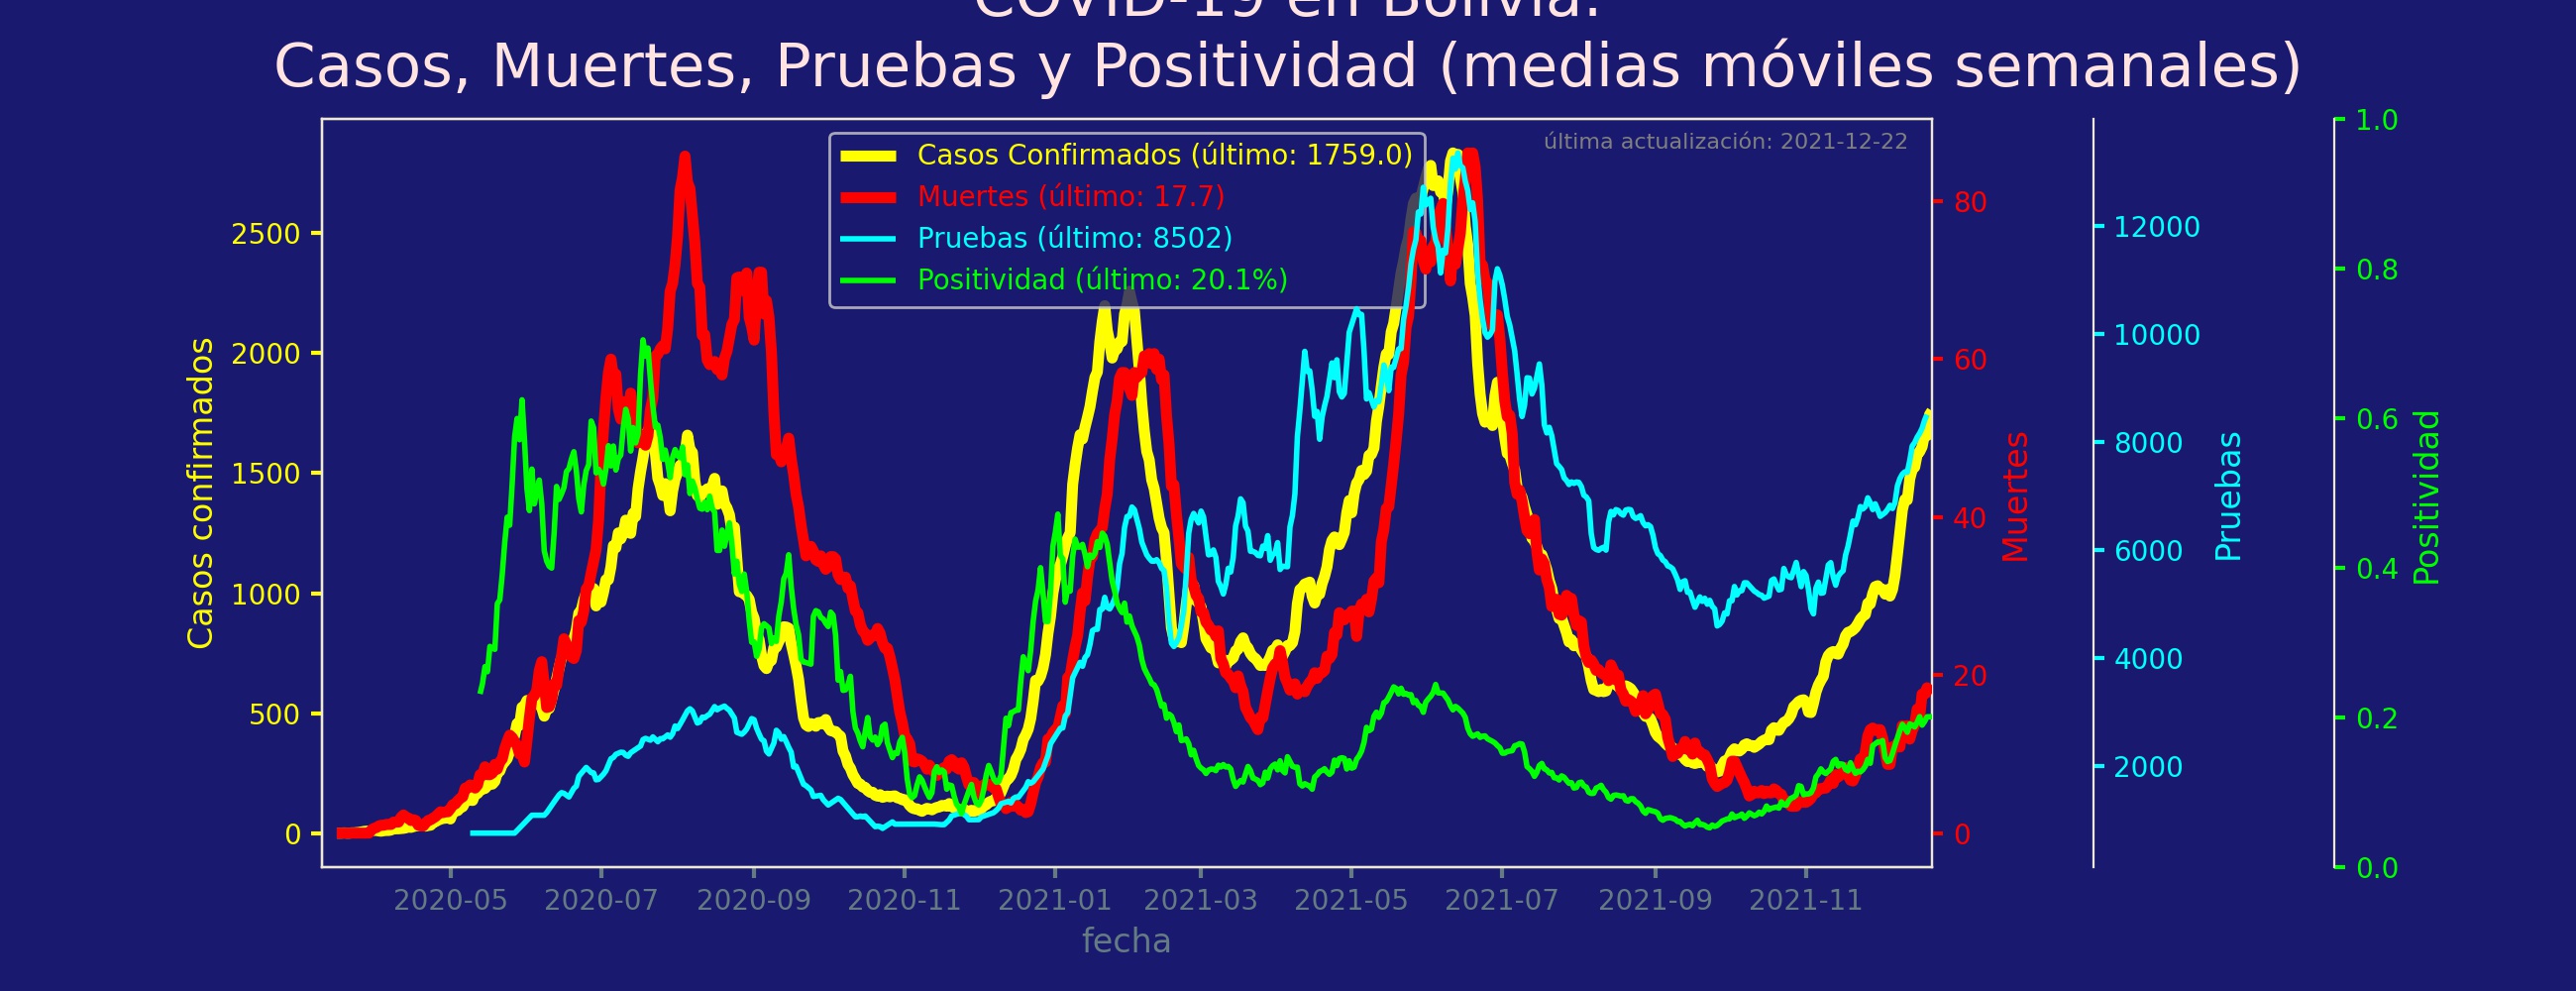 COVID-19 en Bolivia:
Casos, Muertes, Pruebas y Positividad (medias móviles semanales)
última actualización: 2021-12-22
Casos Confirmados (último: 1759.0)
Muertes (último: 17.7)
Pruebas (último: 8502)
Positividad (último: 20.1%)
Casos confirmados
2500
2000
1500
1000
500
0
80
60
40
20
0
Muertes
12000
10000
8000
6000
4000
2000
Pruebas
1.0
0.8
0.6
0.4
0.2
0.0
Positividad
2020-05 2020-07 2020-09 2020-11 2021-01 2021-03 2021-05 2021-07 2021-09 2021-11
fecha